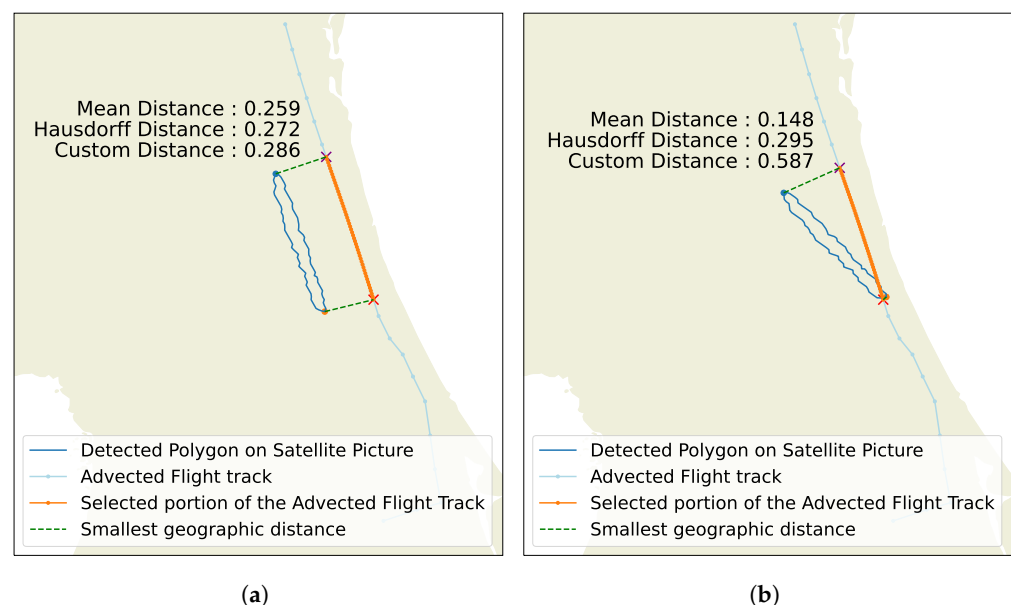 Mean Distance : 0.259
Hausdorff Distance : 0.272
Custom Distance : 0.286
Detected Polygon on Satellite Picture
Advected Flight track
Selected portion of the Advected Flight Track
Smallest geographic distance
(a)
Mean Distance : 0.148
Hausdorff Distance : 0.295
Custom Distance : 0.587
Detected Polygon on Satellite Picture
Advected Flight track
Selected portion of the Advected Flight Track
Smallest geographic distance
(b)